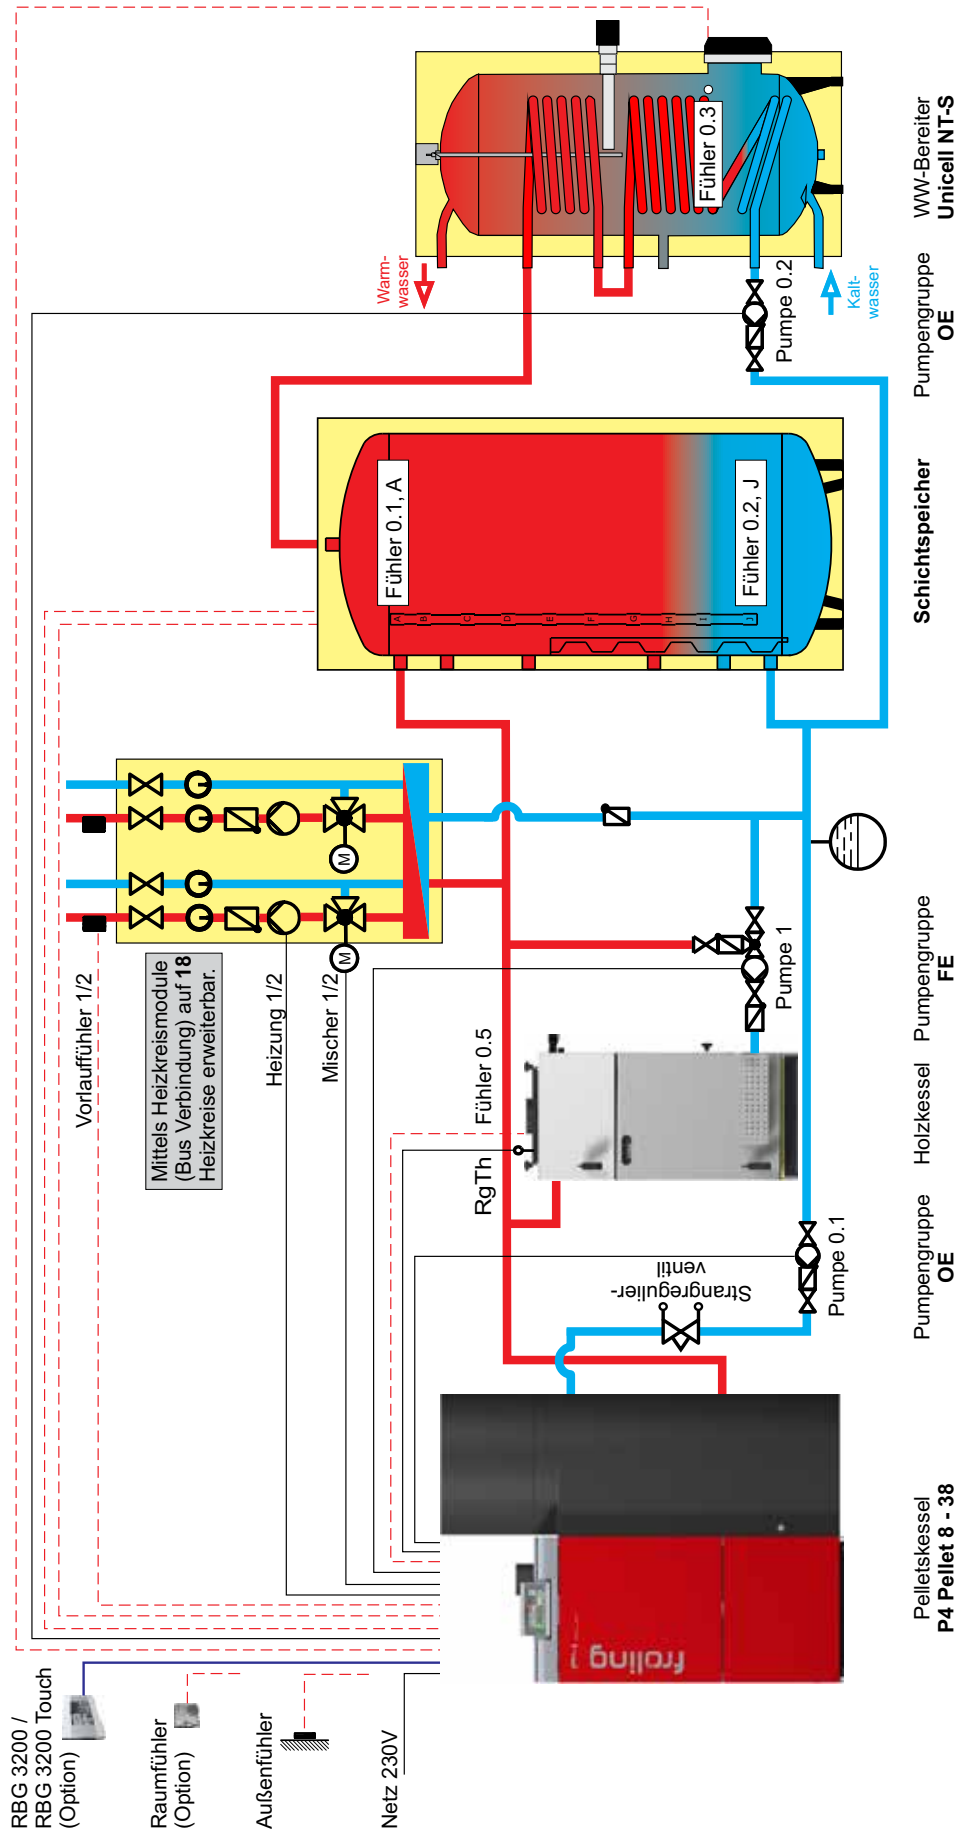 RBG 3200 /
RBG 3200 Touch
(Option)
Raumfühler
(Option)
Außenfühler
Netz 230V
Vorlauffühler 1/2
Mittels Heizkreismodule
(Bus Verbindung) auf 18
Heizkreise erweiterbar.
Heizung 1/2
Mischer 1/2
M
M
RgTh
Fühler 0.5
Strangregulier-
ventil
Pumpe 0.1
Pumpe 1
Fühler 0.1, A
A
B
C
D
E
F
G
H
I
J
Fühler 0.2, J
Warm-
wasser
Fühler 0.3
Pumpe 0.2
Kalt-
wasser
froling
Pelletskessel
P4 Pellet 8 - 38
Pumpengruppe
OE
Holzkessel
Pumpengruppe
FE
Schichtspeicher
Pumpengruppe
OE
WW-Bereiter
Unicell NT-S